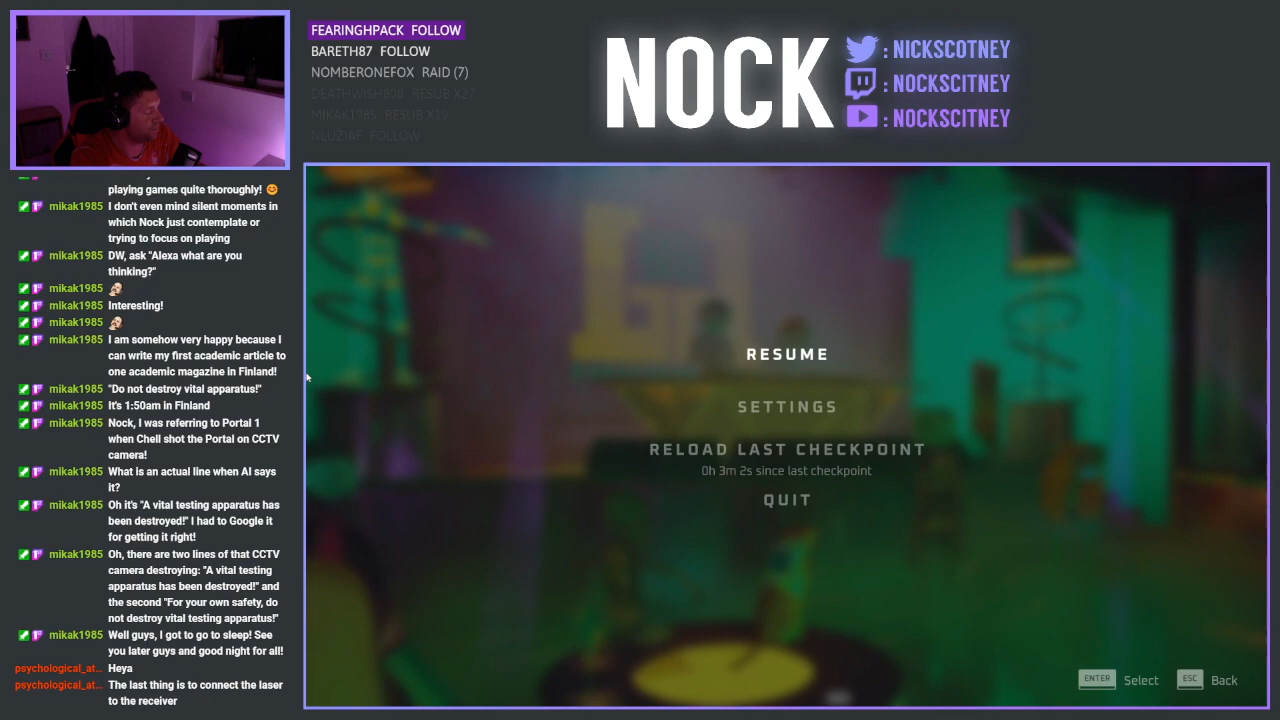 FEARINGHPACK FOLLOW
BARETH87 FOLLOW
NOMBERONEFOX RAID (7)
DEATHWISH808 RESUB X27
MIKAK1985 RESUB X19
NOCK
: NICKSCOTNEY
: NOCKSCITNEY
: NOCKSCITNEY
playing games quite thoroughly!
mikak1985 I don't even mind silent moments in
which Nock just contemplate or
trying to focus on playing
mikak1985 DW, ask "Alexa what are you
thinking?"
mikak1985
mikak1985 Interesting!
mikak1985
mikak1985 I am somehow very happy because I
can write my first academic article to
one academic magazine in Finland!
mikak1985 "Do not destroy vital apparatus!"
mikak1985 It's 1:50am in Finland
mikak1985 Nock, I was referring to Portal 1
when Chell shot the Portal on CCTV
camera!
mikak1985 What is an actual line when AI says
it?
mikak1985 Oh it's "A vital testing apparatus has
been destroyed!" I had to Google it
for getting it right!
mikak1985 Oh, there are two lines of that CCTV
camera destroying: "A vital testing
apparatus has been destroyed!" and
the second "For your own safety, do
not destroy vital testing apparatus!"
mikak1985 Well guys, I got to go to sleep! See
you later guys and good night for all!
psychological_at... Heya
psychological_at... The last thing is to connect the laser
to the receiver
RESUME
SETTINGS
RELOAD LAST CHECKPOINT
0h 3m 2s since last checkpoint
QUIT
ENTER Select ESC Back